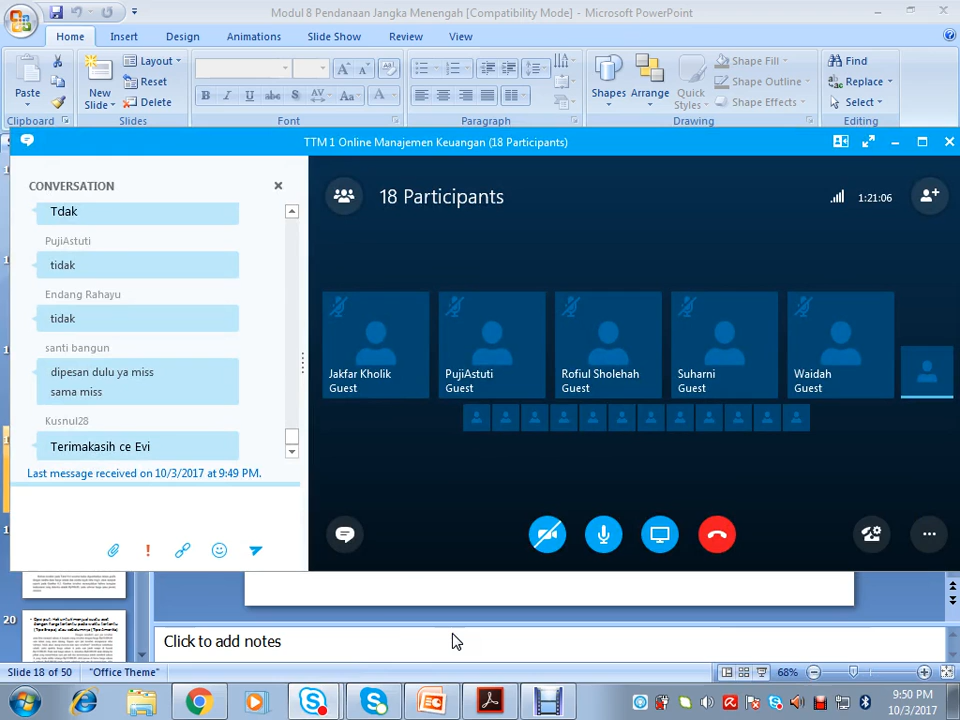 Modul 8 Pendanaan Jangka Menengah [Compatibility Mode] - Microsoft PowerPoint
Home Insert Design Animations Slide Show Review View
Paste
New
Slide
Layout
Reset
Delete
B I U abc S AV Aa A
Shapes Arrange Quick
Styles
Shape Fill
Shape Outline
Shape Effects
Find
Replace
Select
Clipboard Slides Font Paragraph Drawing Editing
TTM 1 Online Manajemen Keuangan (18 Participants)
CONVERSATION
Tdak
PujiAstuti
tidak
Endang Rahayu
tidak
santi bangun
dipesan dulu ya miss
sama miss
Kusnul28
Terimakasih ce Evi
Last message received on 10/3/2017 at 9:49 PM.
18 Participants
1:21:06
Jakfar Kholik
Guest
PujiAstuti
Guest
Rofiul Sholehah
Guest
Suharni
Guest
Waidah
Guest
20
Click to add notes
Slide 18 of 50 "Office Theme" 68%
9:50 PM
10/3/2017